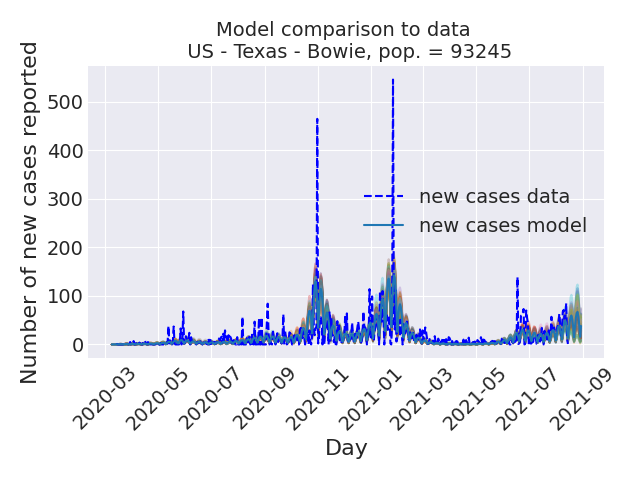 Model comparison to data
US - Texas - Bowie, pop. = 93245
Number of new cases reported
500
400
300
200
100
0
new cases data
new cases model
2020-03
2020-05
2020-07
2020-09
2020-11
2021-01
2021-03
2021-05
2021-07
2021-09
Day